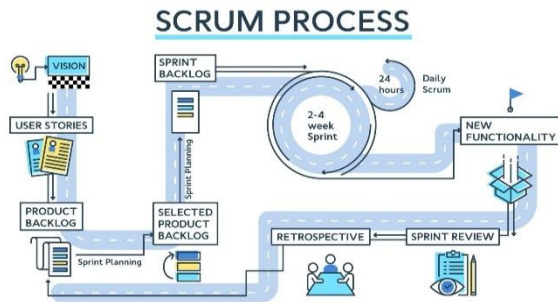 SCRUM PROCESS
VISION
USER STORIES
PRODUCT
BACKLOG
Sprint Planning
SELECTED
PRODUCT
BACKLOG
Sprint Planning
SPRINT
BACKLOG
2-4
week
Sprint
24
hours
Daily
Scrum
NEW
FUNCTIONALITY
SPRINT REVIEW
RETROSPECTIVE